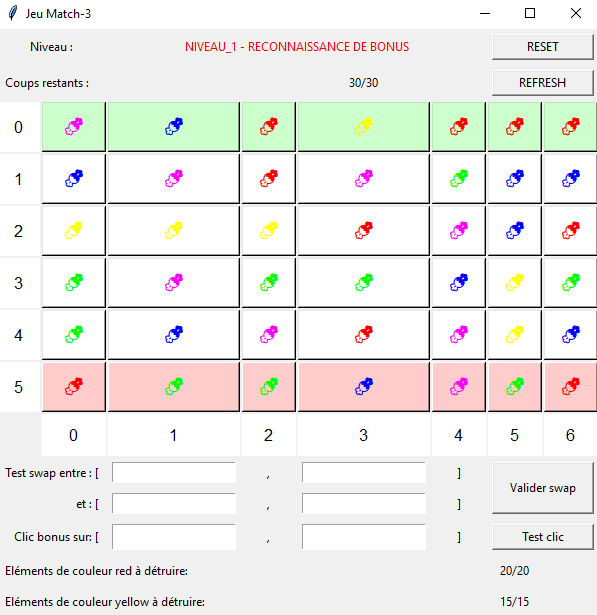 Jeu Match-3
Niveau : NIVEAU_1 - RECONNAISSANCE DE BONUS RESET
Coups restants : 30/30 REFRESH
0
1
2
3
4
5
0 1 2 3 4 5 6
Test swap entre : [ , ]
et : [ , ]
Valider swap
Clic bonus sur: [ , ] Test clic
Eléments de couleur red à détruire: 20/20
Eléments de couleur yellow à détruire: 15/15